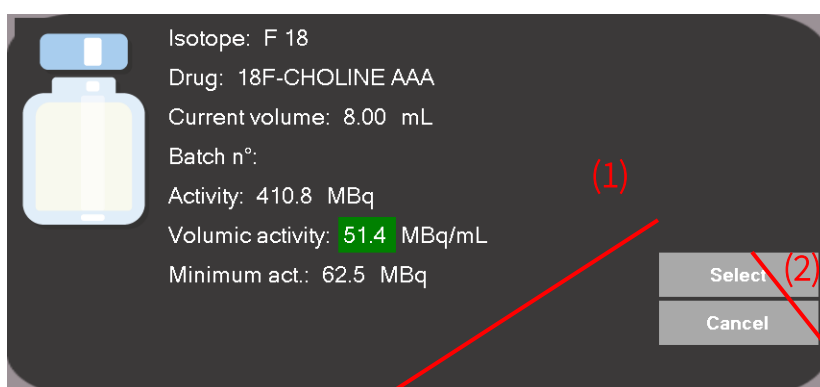 Isotope: F 18
Drug: 18F-CHOLINE AAA
Current volume: 8.00 mL
Batch n°:
(1)
Activity: 410.8 MBq
Volumic activity: 51.4 MBq/mL
Minimum act.: 62.5 MBq
Select
(2)
Cancel